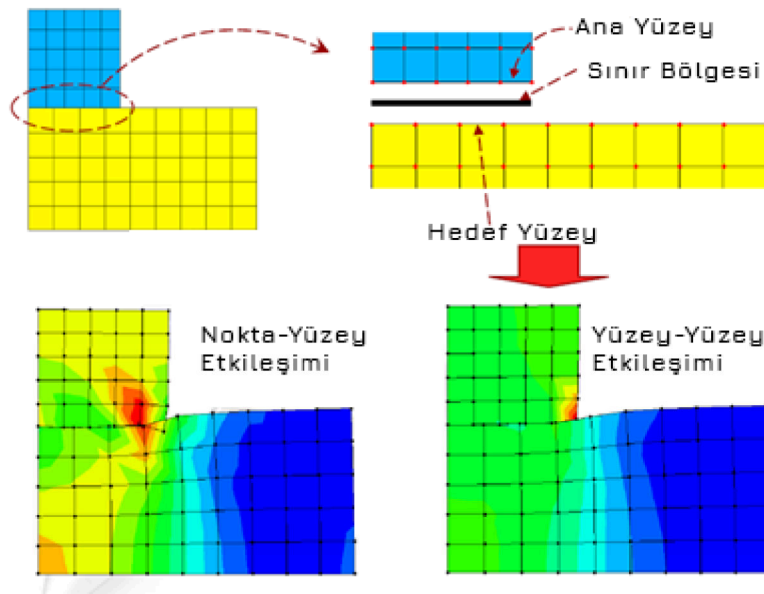 Ana Yüzey
Sınır Bölgesi
Hedef Yüzey
Nokta-Yüzey
Etkileşimi
Yüzey-Yüzey
Etkileşimi